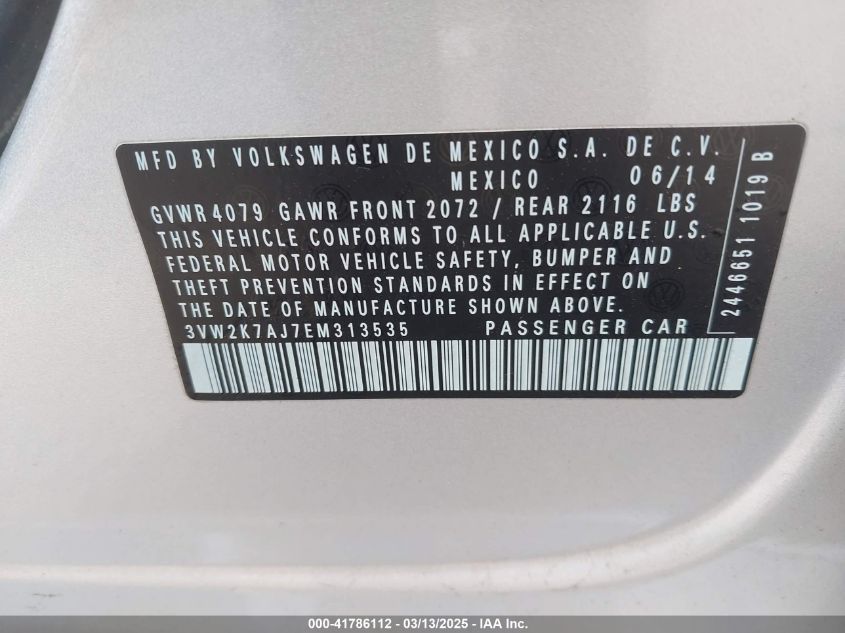 MFD BY VOLKSWAGEN DE MEXICO S.A. DE C.V.
MEXICO 06/14
GVWR 4079 GAWR FRONT 2072 / REAR 2116 LBS
THIS VEHICLE CONFORMS TO ALL APPLICABLE U.S.
FEDERAL MOTOR VEHICLE SAFETY, BUMPER AND
THEFT PREVENTION STANDARDS IN EFFECT ON
THE DATE OF MANUFACTURE SHOWN ABOVE.
3VW2K7AJ7EM313535 PASSENGER CAR
2446651 1019 B
000-41786112 / 03/13/2025 - IAA Inc.